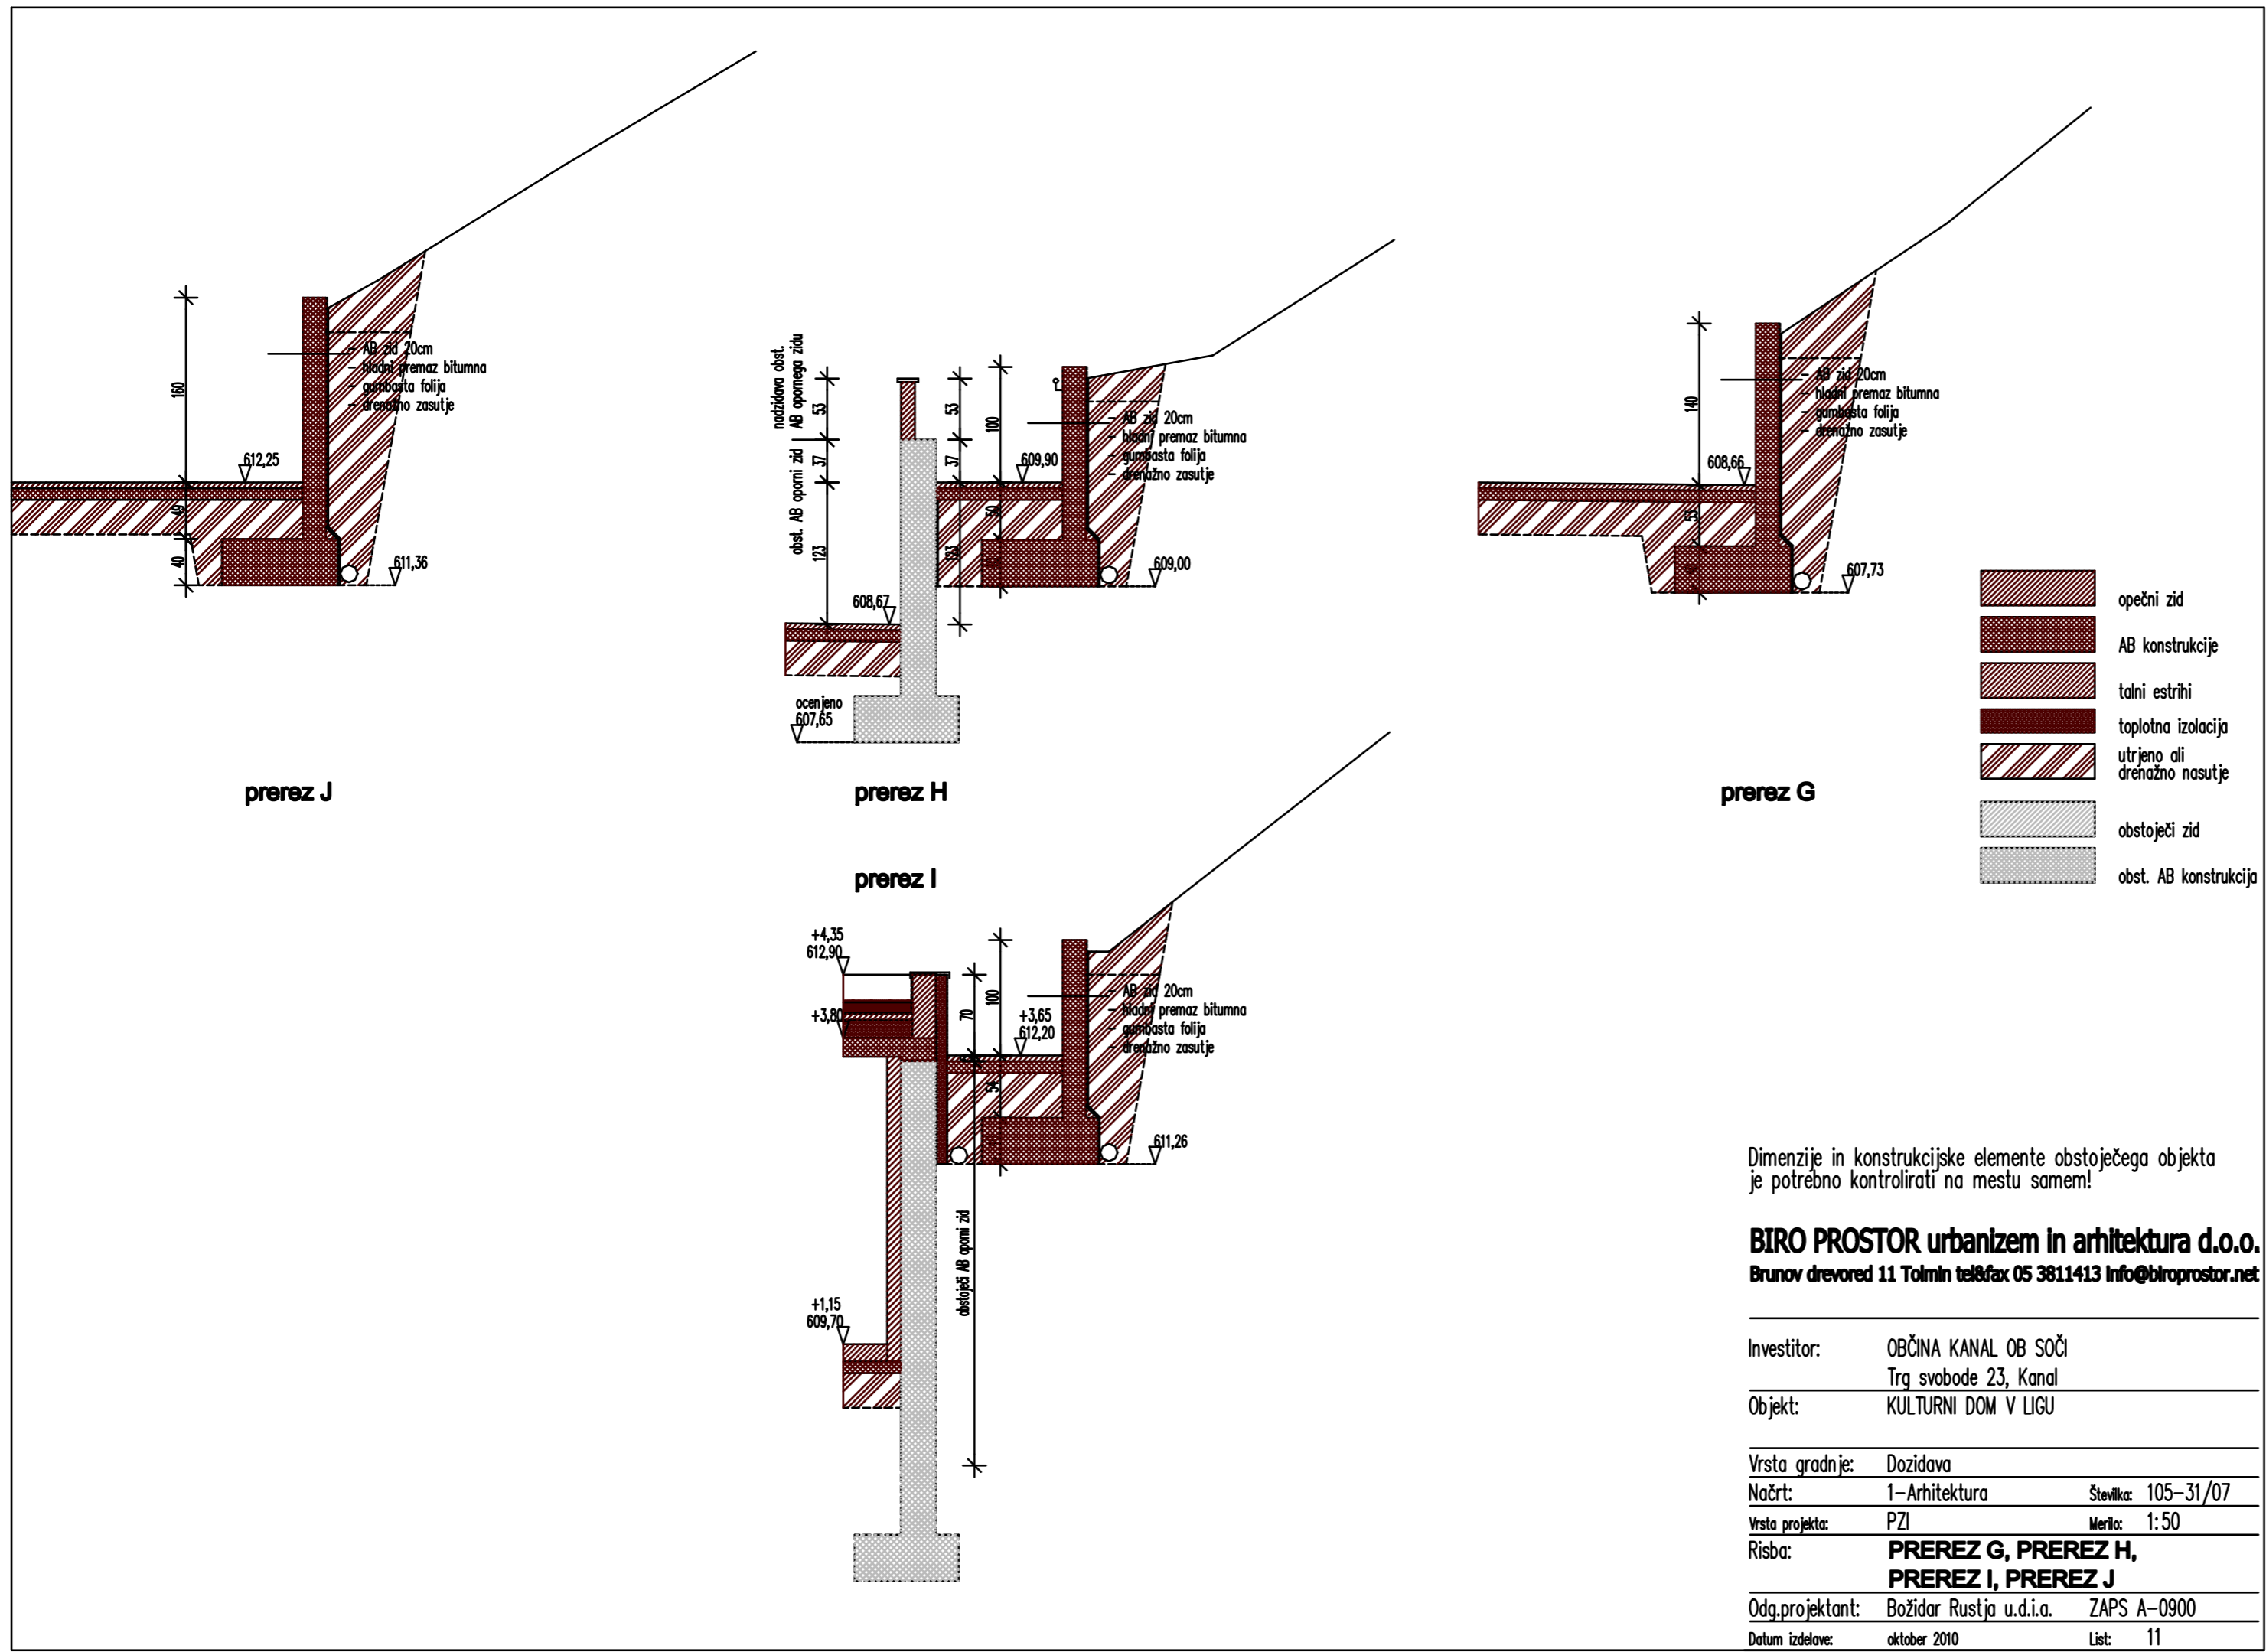 160
49
40
612,25
- AB zid 20cm
- hladni premaz bitumna
- gumbasta folija
- drenažno zasutje
611,36
prerez J
nadzidava obst.
AB opornega zidu
obst. AB oporni zid
53
37
123
53
37
123
100
50
609,90
- AB zid 20cm
- hladni premaz bitumna
- gumbasta folija
- drenažno zasutje
609,00
608,67
ocenjeno
607,65
prerez H
140
53
608,66
- AB zid 20cm
- hladni premaz bitumna
- gumbasta folija
- drenažno zasutje
607,73
prerez G
opečni zid
AB konstrukcije
talni estrihi
toplotna izolacija
utrjeno ali
drenažno nasutje
obstoječi zid
obst. AB konstrukcija
prerez I
+4,35
612,90
+3,80
70
100
54
+3,65
612,20
- AB zid 20cm
- hladni premaz bitumna
- gumbasta folija
- drenažno zasutje
611,26
obstoječi AB oporni zid
+1,15
609,70
Dimenzije in konstrukcijske elemente obstoječega objekta
je potrebno kontrolirati na mestu samem!
BIRO PROSTOR urbanizem in arhitektura d.o.o.
Brunov drevored 11 Tolmin tel&fax 05 3811413 info@biroprostor.net
Investitor: OBČINA KANAL OB SOČI
Trg svobode 23, Kanal
Objekt: KULTURNI DOM V LIGU
Vrsta gradnje: Dozidava
Načrt: 1-Arhitektura Številka: 105-31/07
Vrsta projekta: PZI Merilo: 1:50
Risba: PREREZ G, PREREZ H,
PREREZ I, PREREZ J
Odg.projektant: Božidar Rustja u.d.i.a. ZAPS A-0900
Datum izdelave: oktober 2010 List: 11